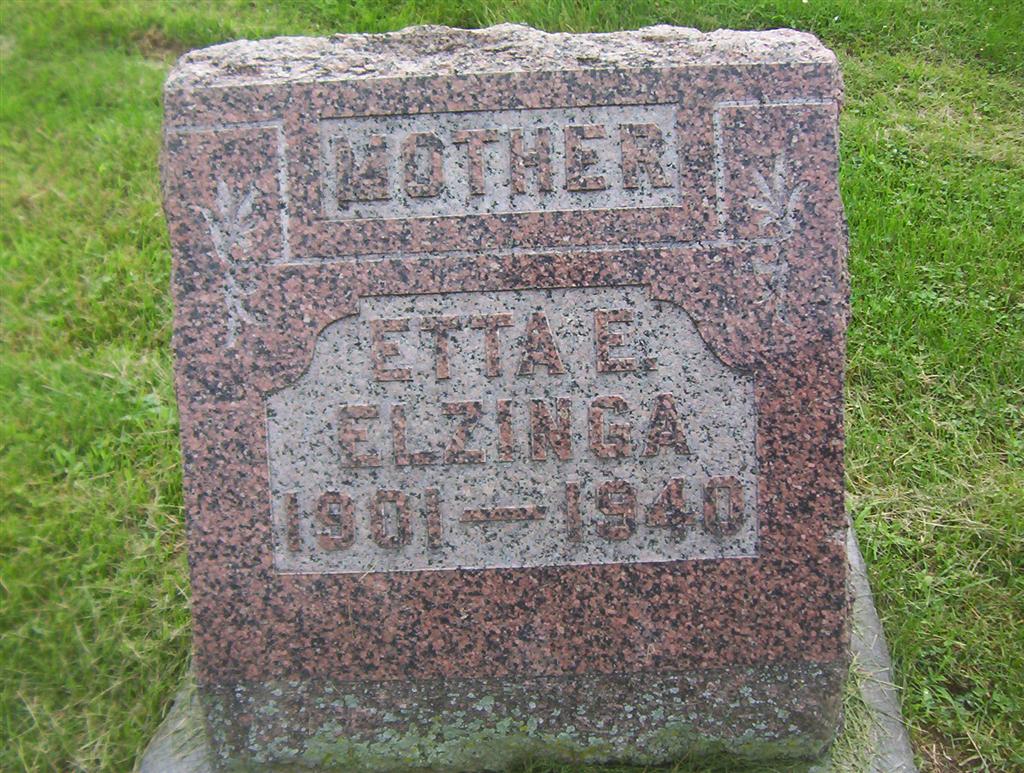 MOTHER
ETTA E.
ELZINGA
1901 — 1940